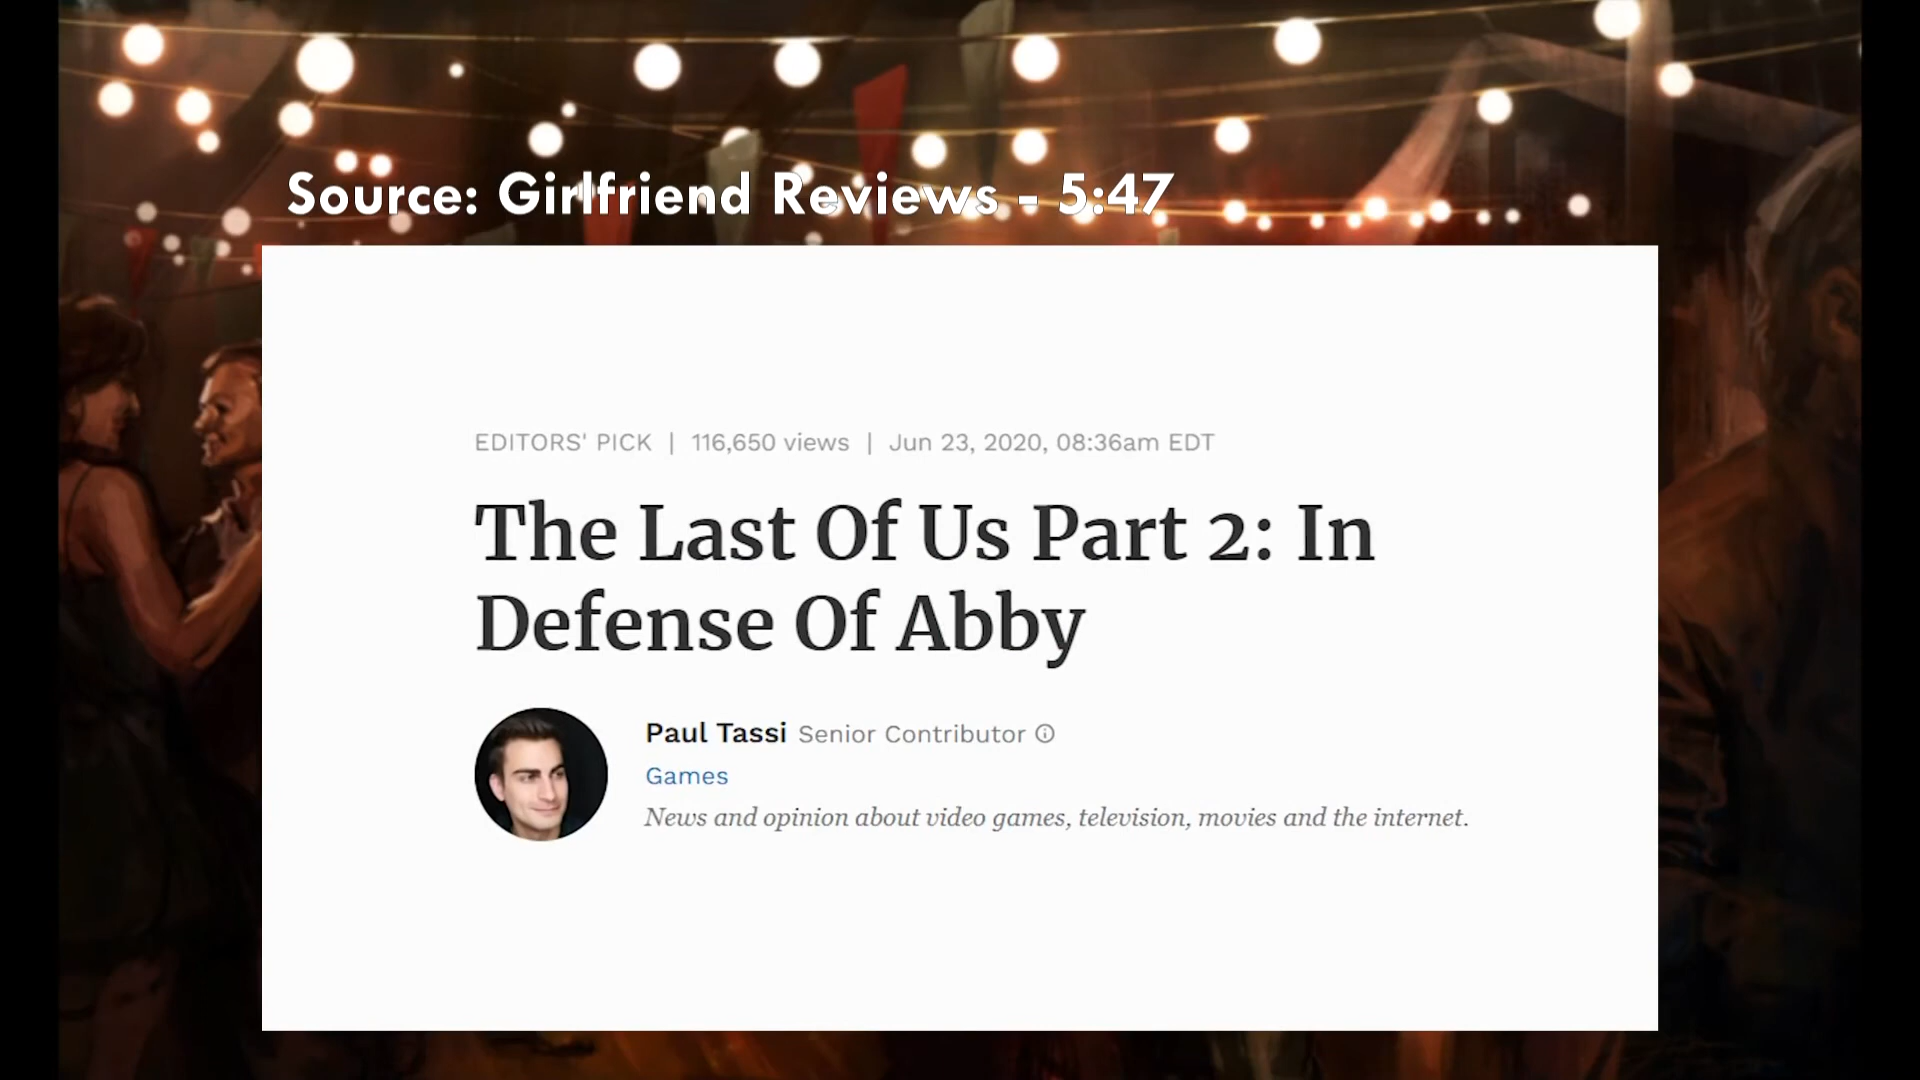 Source: Girlfriend Reviews - 5:47
EDITORS' PICK | 116,650 views | Jun 23, 2020, 08:36am EDT
The Last Of Us Part 2: In
Defense Of Abby
Paul Tassi Senior Contributor
Games
News and opinion about video games, television, movies and the internet.